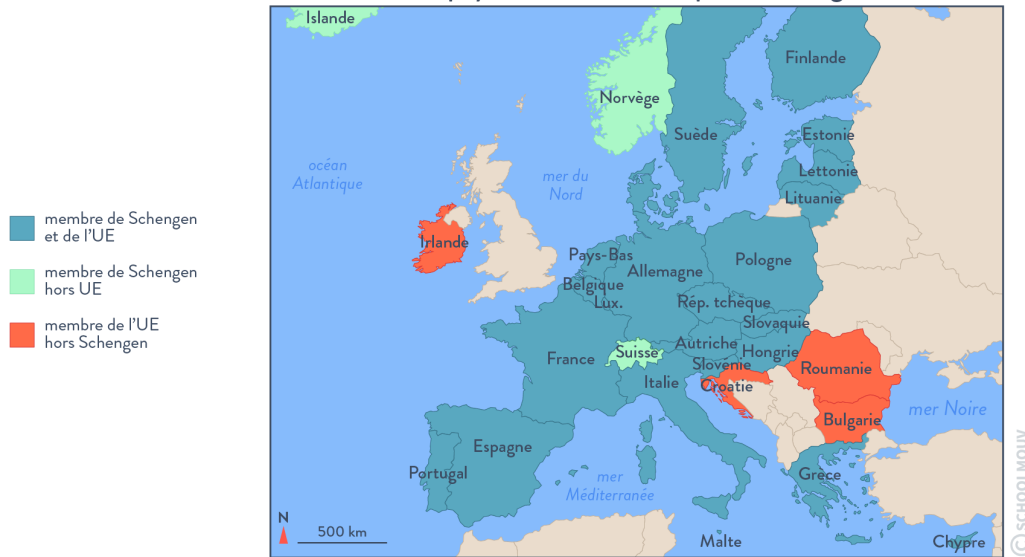 Islande
Finlande
Norvège
Suède
Estonie
océan
Atlantique
mer du
Nord
Lettonie
Lituanie
membre de Schengen
et de l'UE
Irlande
Pays-Bas
Allemagne
Pologne
membre de Schengen
hors UE
Belgique
Lux.
Rép. tchèque
Slovaquie
membre de l'UE
hors Schengen
Autriche
Hongrie
Suisse
France
Slovénie
Roumanie
Italie
Croatie
mer Noire
Bulgarie
Espagne
Portugal
mer
Méditerranée
Grèce
N
500 km
Malte
Chypre
© SCHOOLMOUV